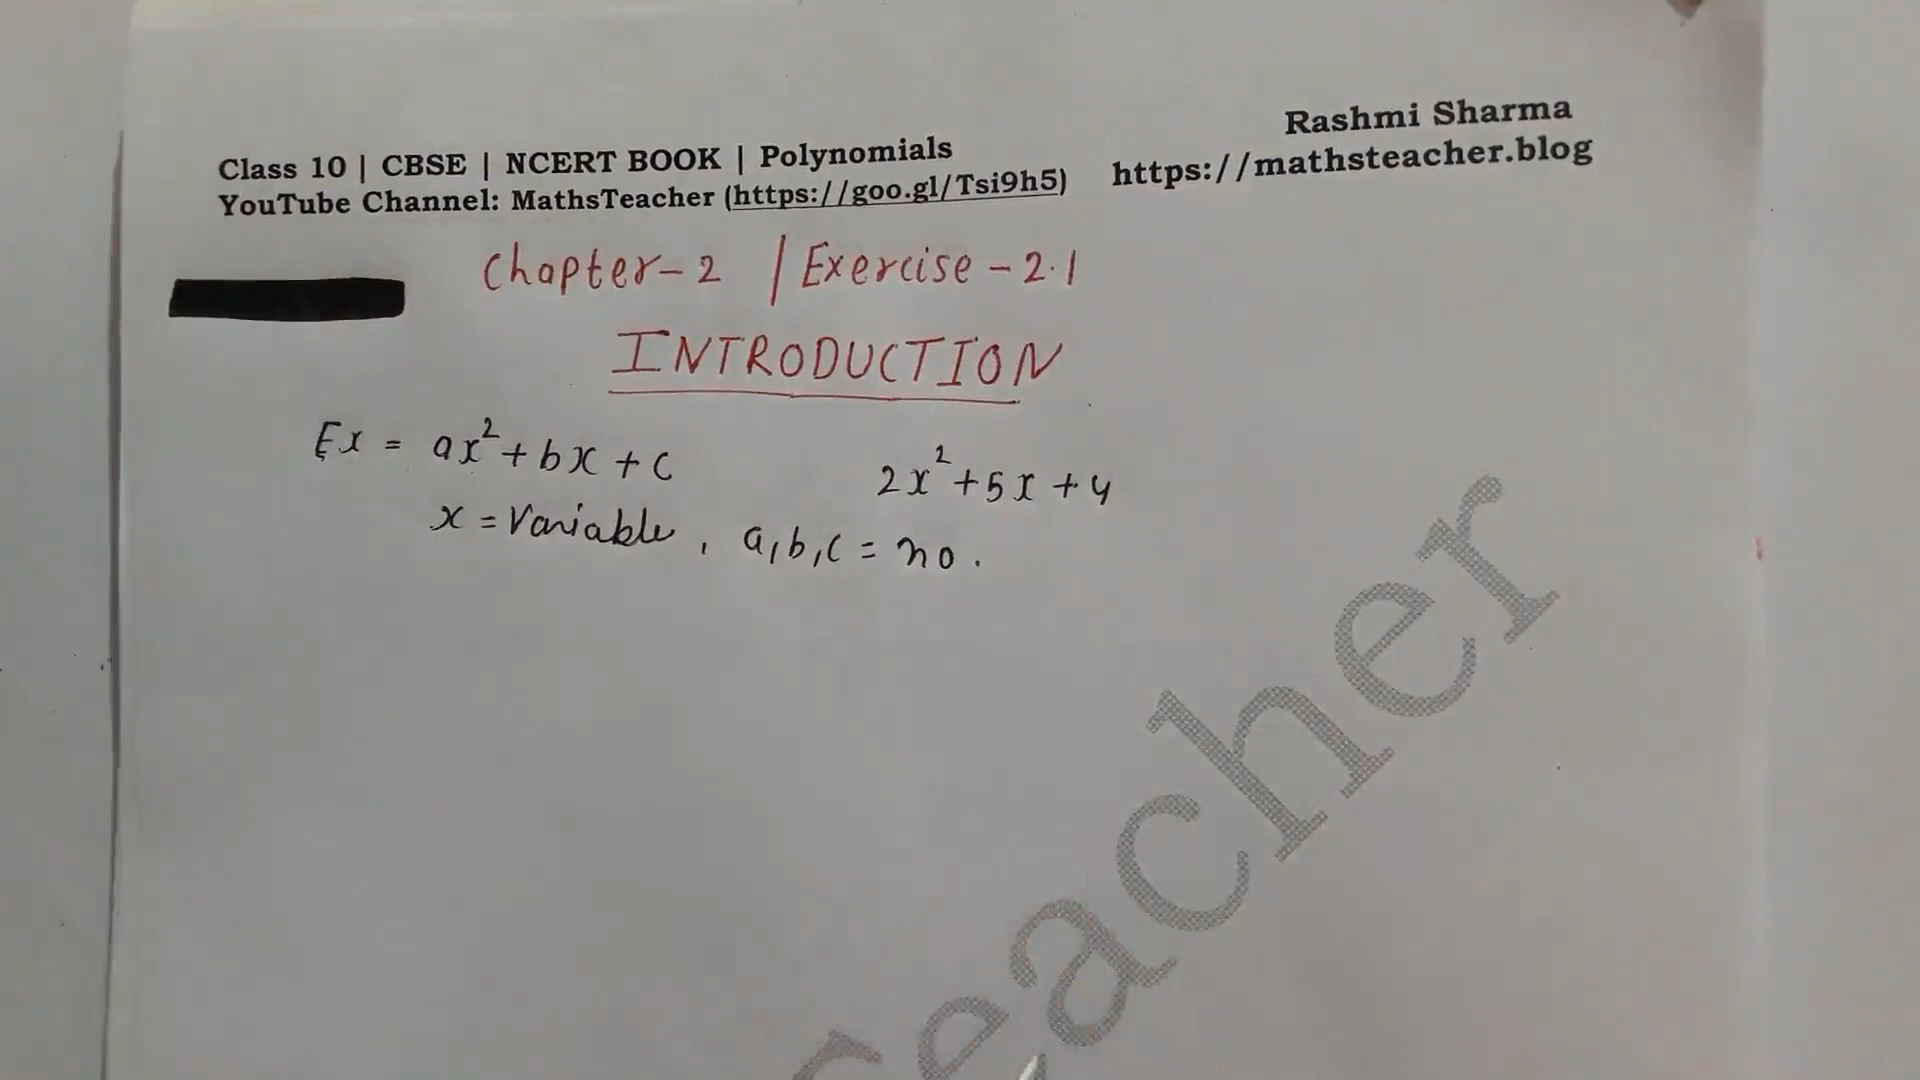 Rashmi Sharma
Class 10 | CBSE | NCERT BOOK | Polynomials
https://mathsteacher.blog
YouTube Channel: MathsTeacher (https://goo.gl/Tsi9h5)
Chapter-2 | Exercise-2.1
INTRODUCTION
Ex = ax²+bx+c
2x²+5x+4
x = Variable, a,b,c = no.
eacher